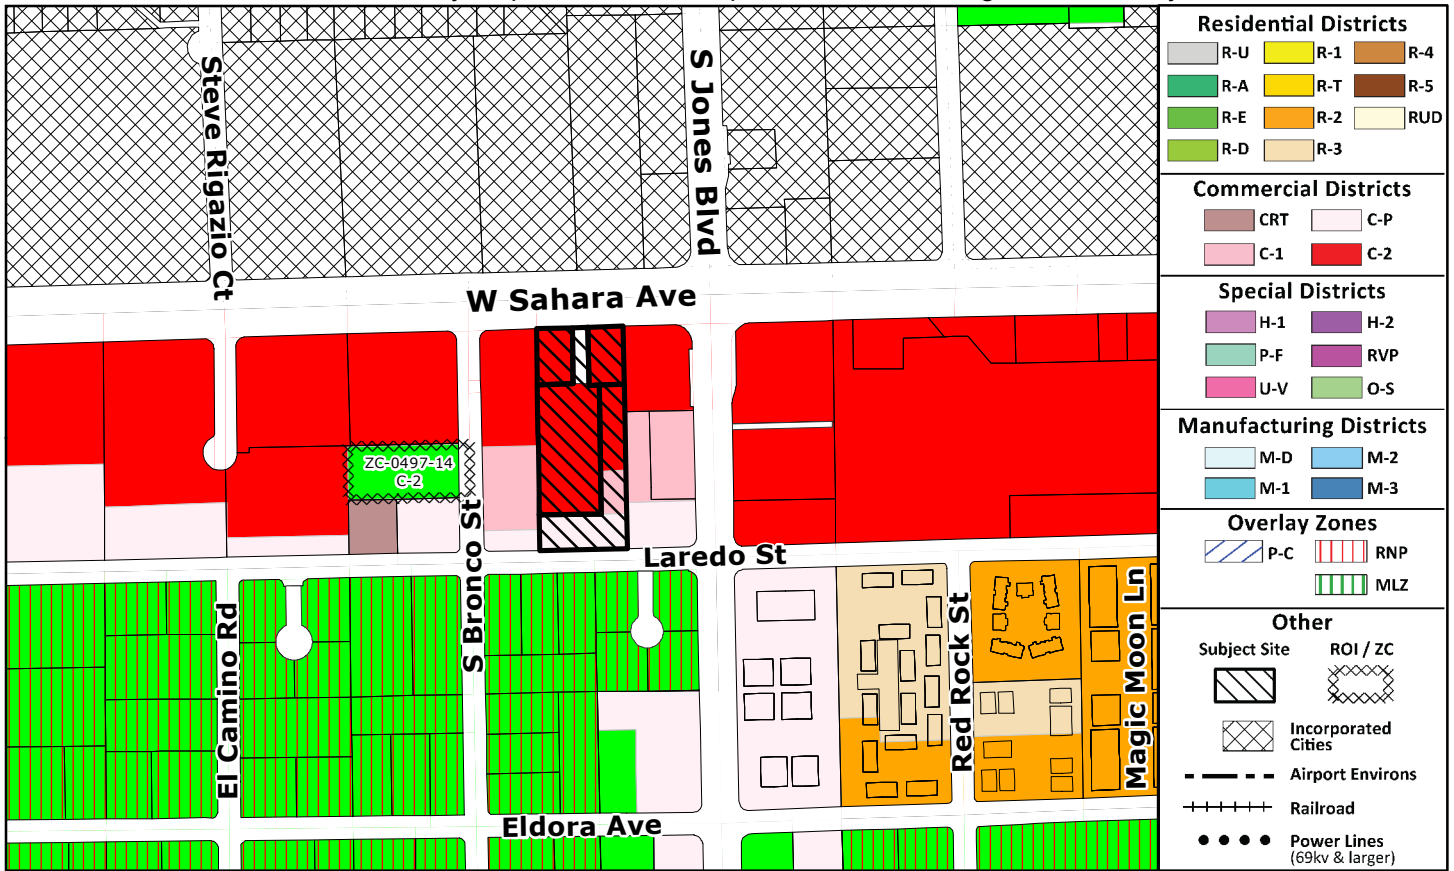 Steve Rigazio Ct
S Jones Blvd
W Sahara Ave
ZC-0497-14
C-2
S Bronco St
Laredo St
El Camino Rd
Red Rock St
Magic Moon Ln
Eldora Ave
Residential Districts
R-U
R-1
R-4
R-A
R-T
R-5
R-E
R-2
RUD
R-D
R-3
Commercial Districts
CRT
C-P
C-1
C-2
Special Districts
H-1
H-2
P-F
RVP
U-V
O-S
Manufacturing Districts
M-D
M-2
M-1
M-3
Overlay Zones
P-C
RNP
MLZ
Other
Subject Site
ROI / ZC
Incorporated
Cities
Airport Environs
Railroad
Power Lines
(69kv & larger)